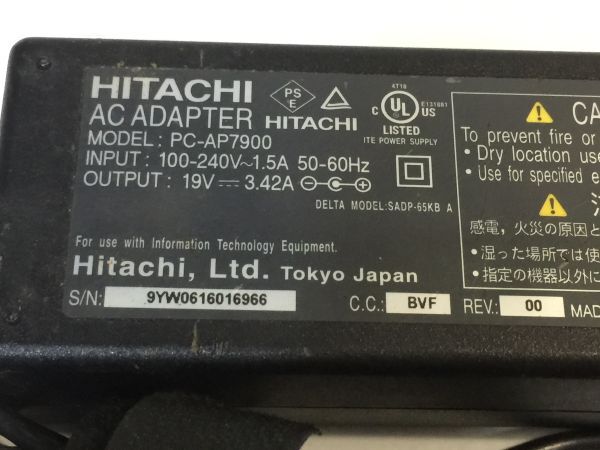 HITACHI
AC ADAPTER
PS
E
HITACHI
4T18
C UL US
E131881
LISTED
ITE POWER SUPPLY
MODEL: PC-AP7900
INPUT: 100-240V~1.5A 50-60Hz
OUTPUT: 19V ⎓ 3.42A
DELTA MODEL:SADP-65KB A
For use with Information Technology Equipment.
Hitachi, Ltd. Tokyo Japan
S/N: 9YW0616016966
C.C.: BVF
REV.: 00
To prevent fire or
• Dry location use
• Use for specified
感電,火災の原因と
・湿った場所では使
・指定の機器以外に